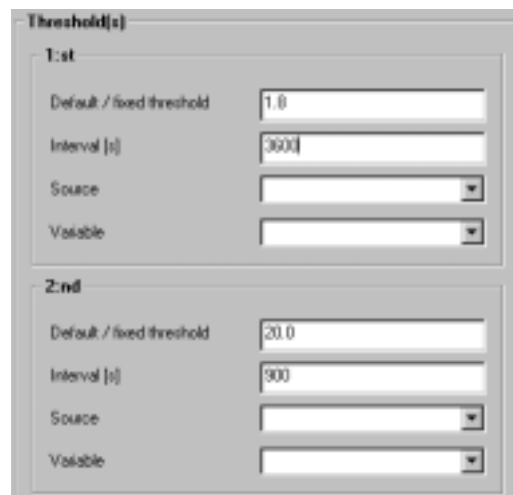 Threshold(s)
1:st
Default / fixed threshold 1.8
Interval (s) 3600
Source
Variable
2:nd
Default / fixed threshold 20.0
Interval (s) 900
Source
Variable